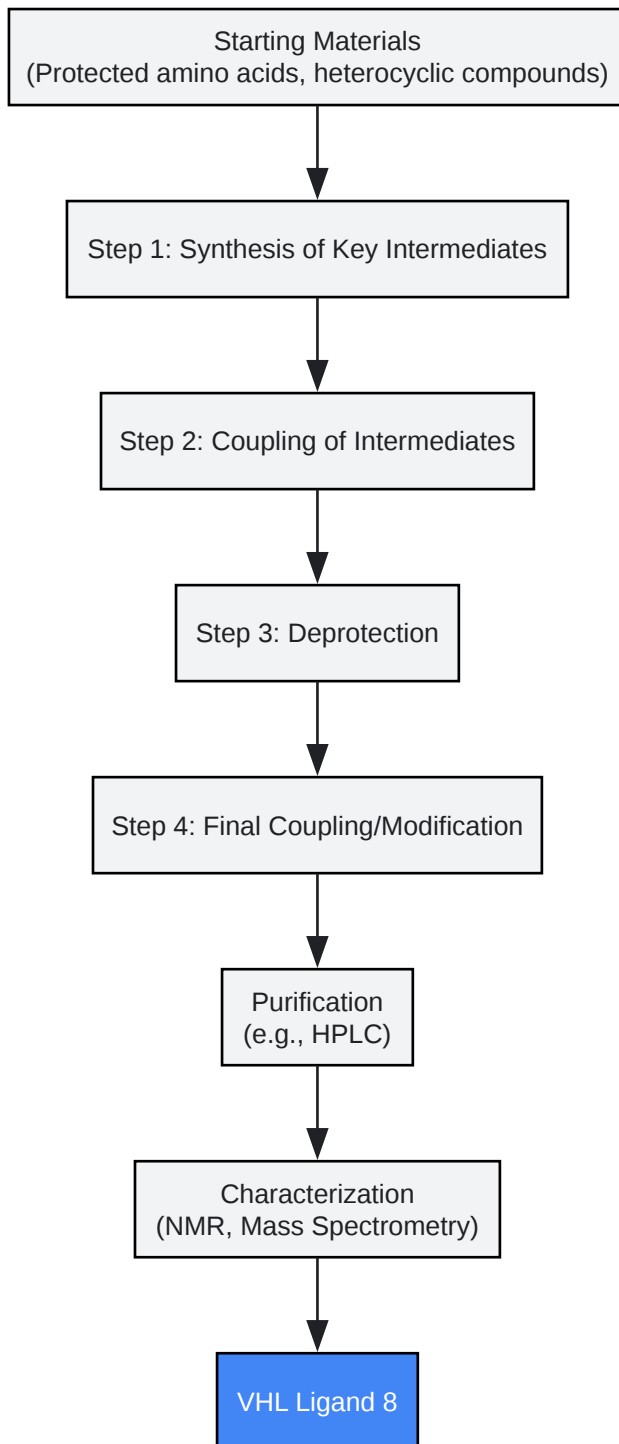 Starting Materials
(Protected amino acids, heterocyclic compounds)
Step 1: Synthesis of Key Intermediates
Step 2: Coupling of Intermediates
Step 3: Deprotection
Step 4: Final Coupling/Modification
Purification
(e.g., HPLC)
Characterization
(NMR, Mass Spectrometry)
VHL Ligand 8